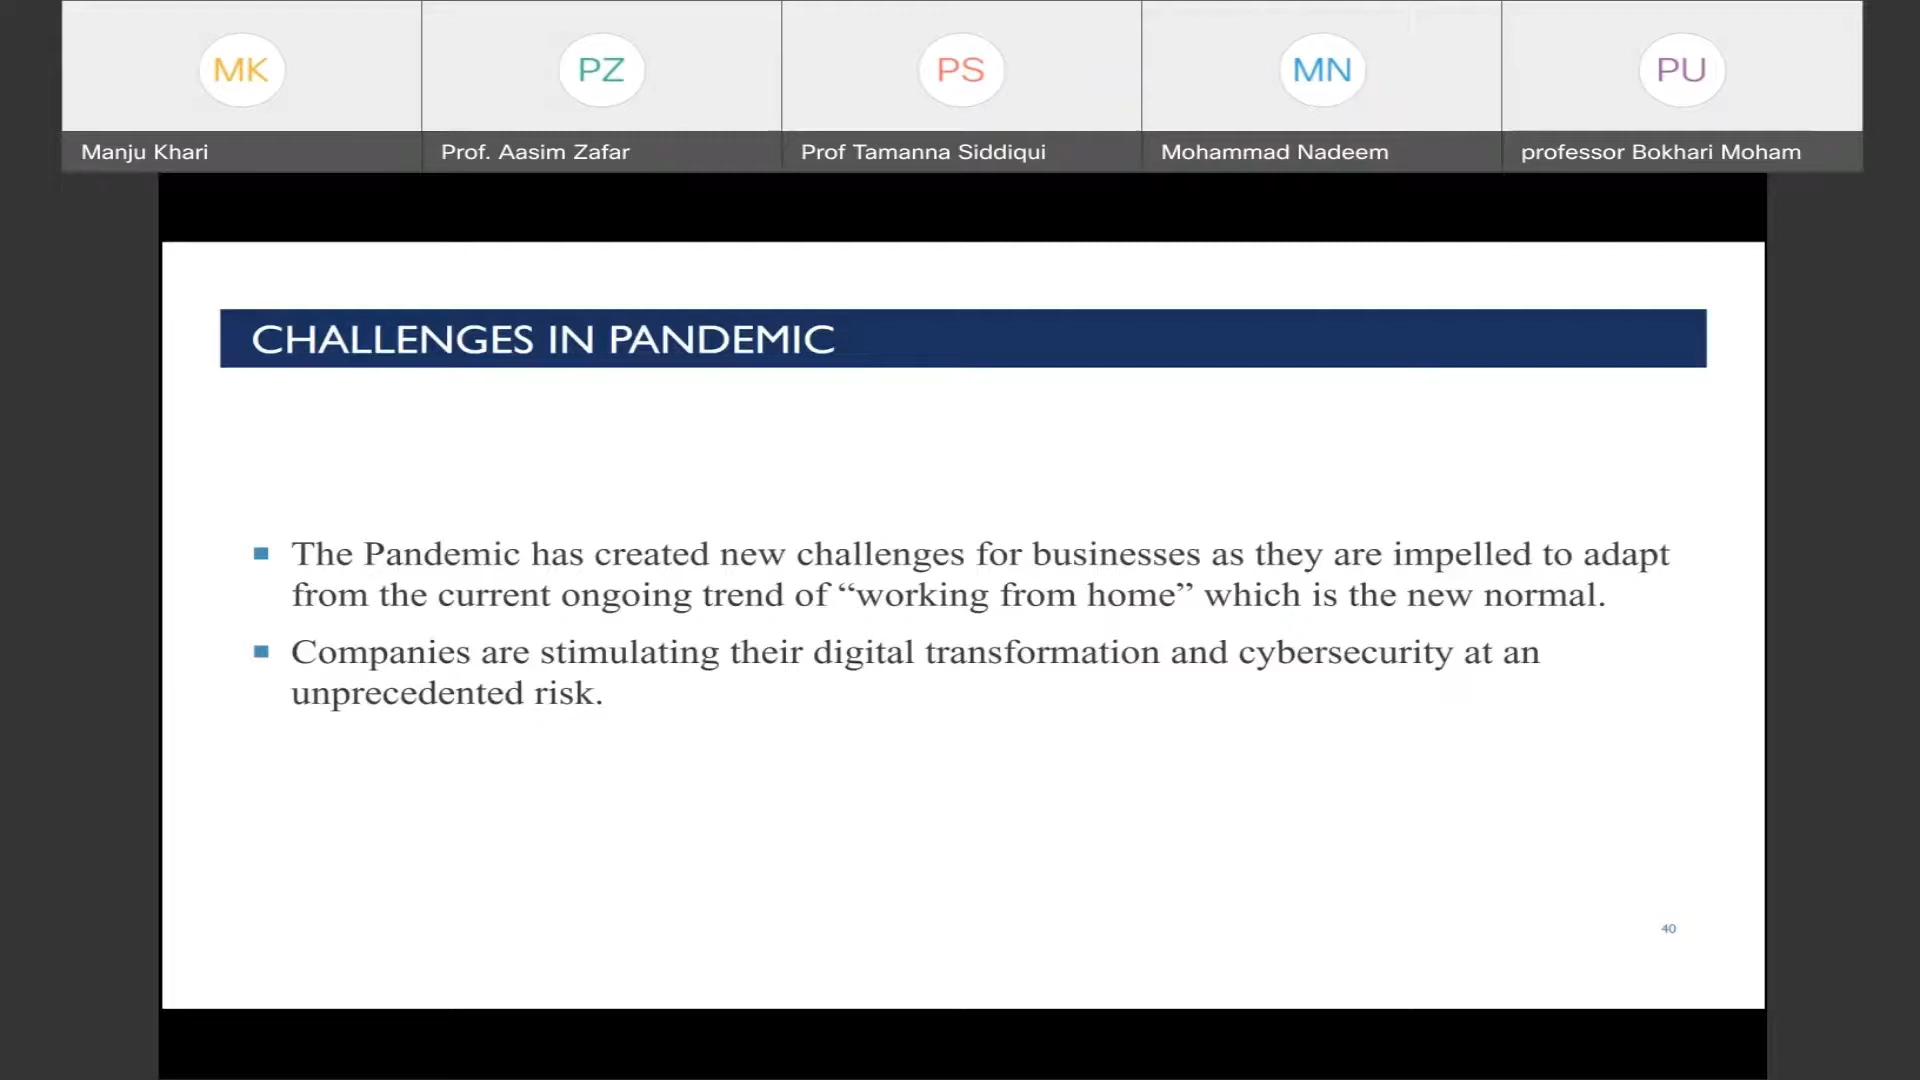 MK
PZ
PS
MN
PU
Manju Khari
Prof. Aasim Zafar
Prof Tamanna Siddiqui
Mohammad Nadeem
professor Bokhari Moham
CHALLENGES IN PANDEMIC
The Pandemic has created new challenges for businesses as they are impelled to adapt
from the current ongoing trend of “working from home” which is the new normal.
Companies are stimulating their digital transformation and cybersecurity at an
unprecedented risk.
40